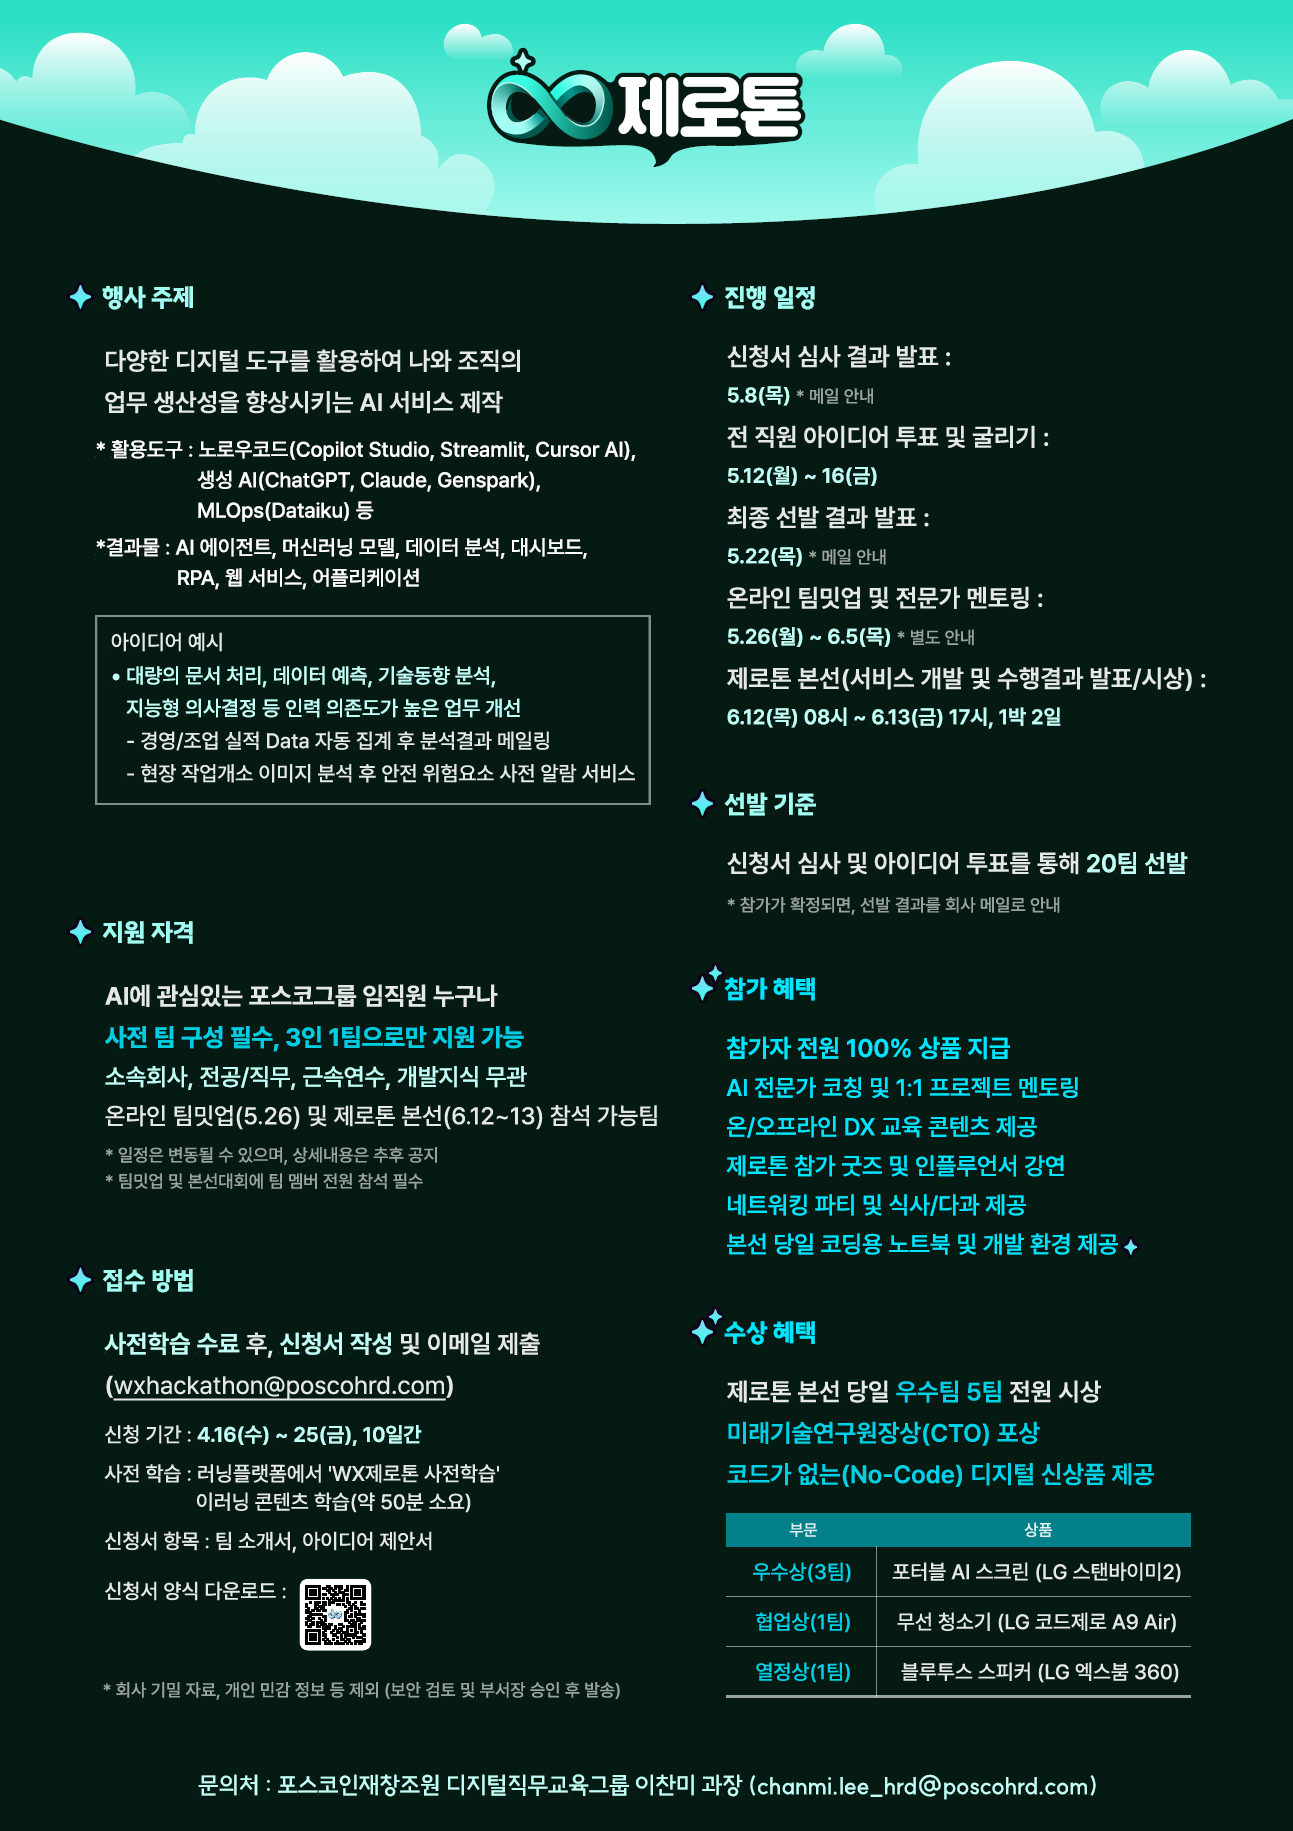 제로톤
행사 주제
다양한 디지털 도구를 활용하여 나와 조직의
업무 생산성을 향상시키는 AI 서비스 제작
* 활용도구 : 노로우코드(Copilot Studio, Streamlit, Cursor AI),
생성 AI(ChatGPT, Claude, Genspark),
MLOps(Dataiku) 등
*결과물 : AI 에이전트, 머신러닝 모델, 데이터 분석, 대시보드,
RPA, 웹 서비스, 어플리케이션
아이디어 예시
• 대량의 문서 처리, 데이터 예측, 기술동향 분석,
지능형 의사결정 등 인력 의존도가 높은 업무 개선
- 경영/조업 실적 Data 자동 집계 후 분석결과 메일링
- 현장 작업개소 이미지 분석 후 안전 위험요소 사전 알람 서비스
지원 자격
AI에 관심있는 포스코그룹 임직원 누구나
사전 팀 구성 필수, 3인 1팀으로만 지원 가능
소속회사, 전공/직무, 근속연수, 개발지식 무관
온라인 팀밋업(5.26) 및 제로톤 본선(6.12~13) 참석 가능팀
* 일정은 변동될 수 있으며, 상세내용은 추후 공지
* 팀밋업 및 본선대회에 팀 멤버 전원 참석 필수
접수 방법
사전학습 수료 후, 신청서 작성 및 이메일 제출
(wxhackathon@poscohrd.com)
신청 기간 : 4.16(수) ~ 25(금), 10일간
사전 학습 : 러닝플랫폼에서 'WX제로톤 사전학습'
이러닝 콘텐츠 학습(약 50분 소요)
신청서 항목 : 팀 소개서, 아이디어 제안서
신청서 양식 다운로드 :
* 회사 기밀 자료, 개인 민감 정보 등 제외 (보안 검토 및 부서장 승인 후 발송)
진행 일정
신청서 심사 결과 발표 :
5.8(목) * 메일 안내
전 직원 아이디어 투표 및 굴리기 :
5.12(월) ~ 16(금)
최종 선발 결과 발표 :
5.22(목) * 메일 안내
온라인 팀밋업 및 전문가 멘토링 :
5.26(월) ~ 6.5(목) * 별도 안내
제로톤 본선(서비스 개발 및 수행결과 발표/시상) :
6.12(목) 08시 ~ 6.13(금) 17시, 1박 2일
선발 기준
신청서 심사 및 아이디어 투표를 통해 20팀 선발
* 참가가 확정되면, 선발 결과를 회사 메일로 안내
참가 혜택
참가자 전원 100% 상품 지급
AI 전문가 코칭 및 1:1 프로젝트 멘토링
온/오프라인 DX 교육 콘텐츠 제공
제로톤 참가 굿즈 및 인플루언서 강연
네트워킹 파티 및 식사/다과 제공
본선 당일 코딩용 노트북 및 개발 환경 제공
수상 혜택
제로톤 본선 당일 우수팀 5팀 전원 시상
미래기술연구원장상(CTO) 포상
코드가 없는(No-Code) 디지털 신상품 제공
부문 상품
우수상(3팀) 포터블 AI 스크린 (LG 스탠바이미2)
협업상(1팀) 무선 청소기 (LG 코드제로 A9 Air)
열정상(1팀) 블루투스 스피커 (LG 엑스붐 360)
문의처 : 포스코인재창조원 디지털직무교육그룹 이찬미 과장 (chanmi.lee_hrd@poscohrd.com)